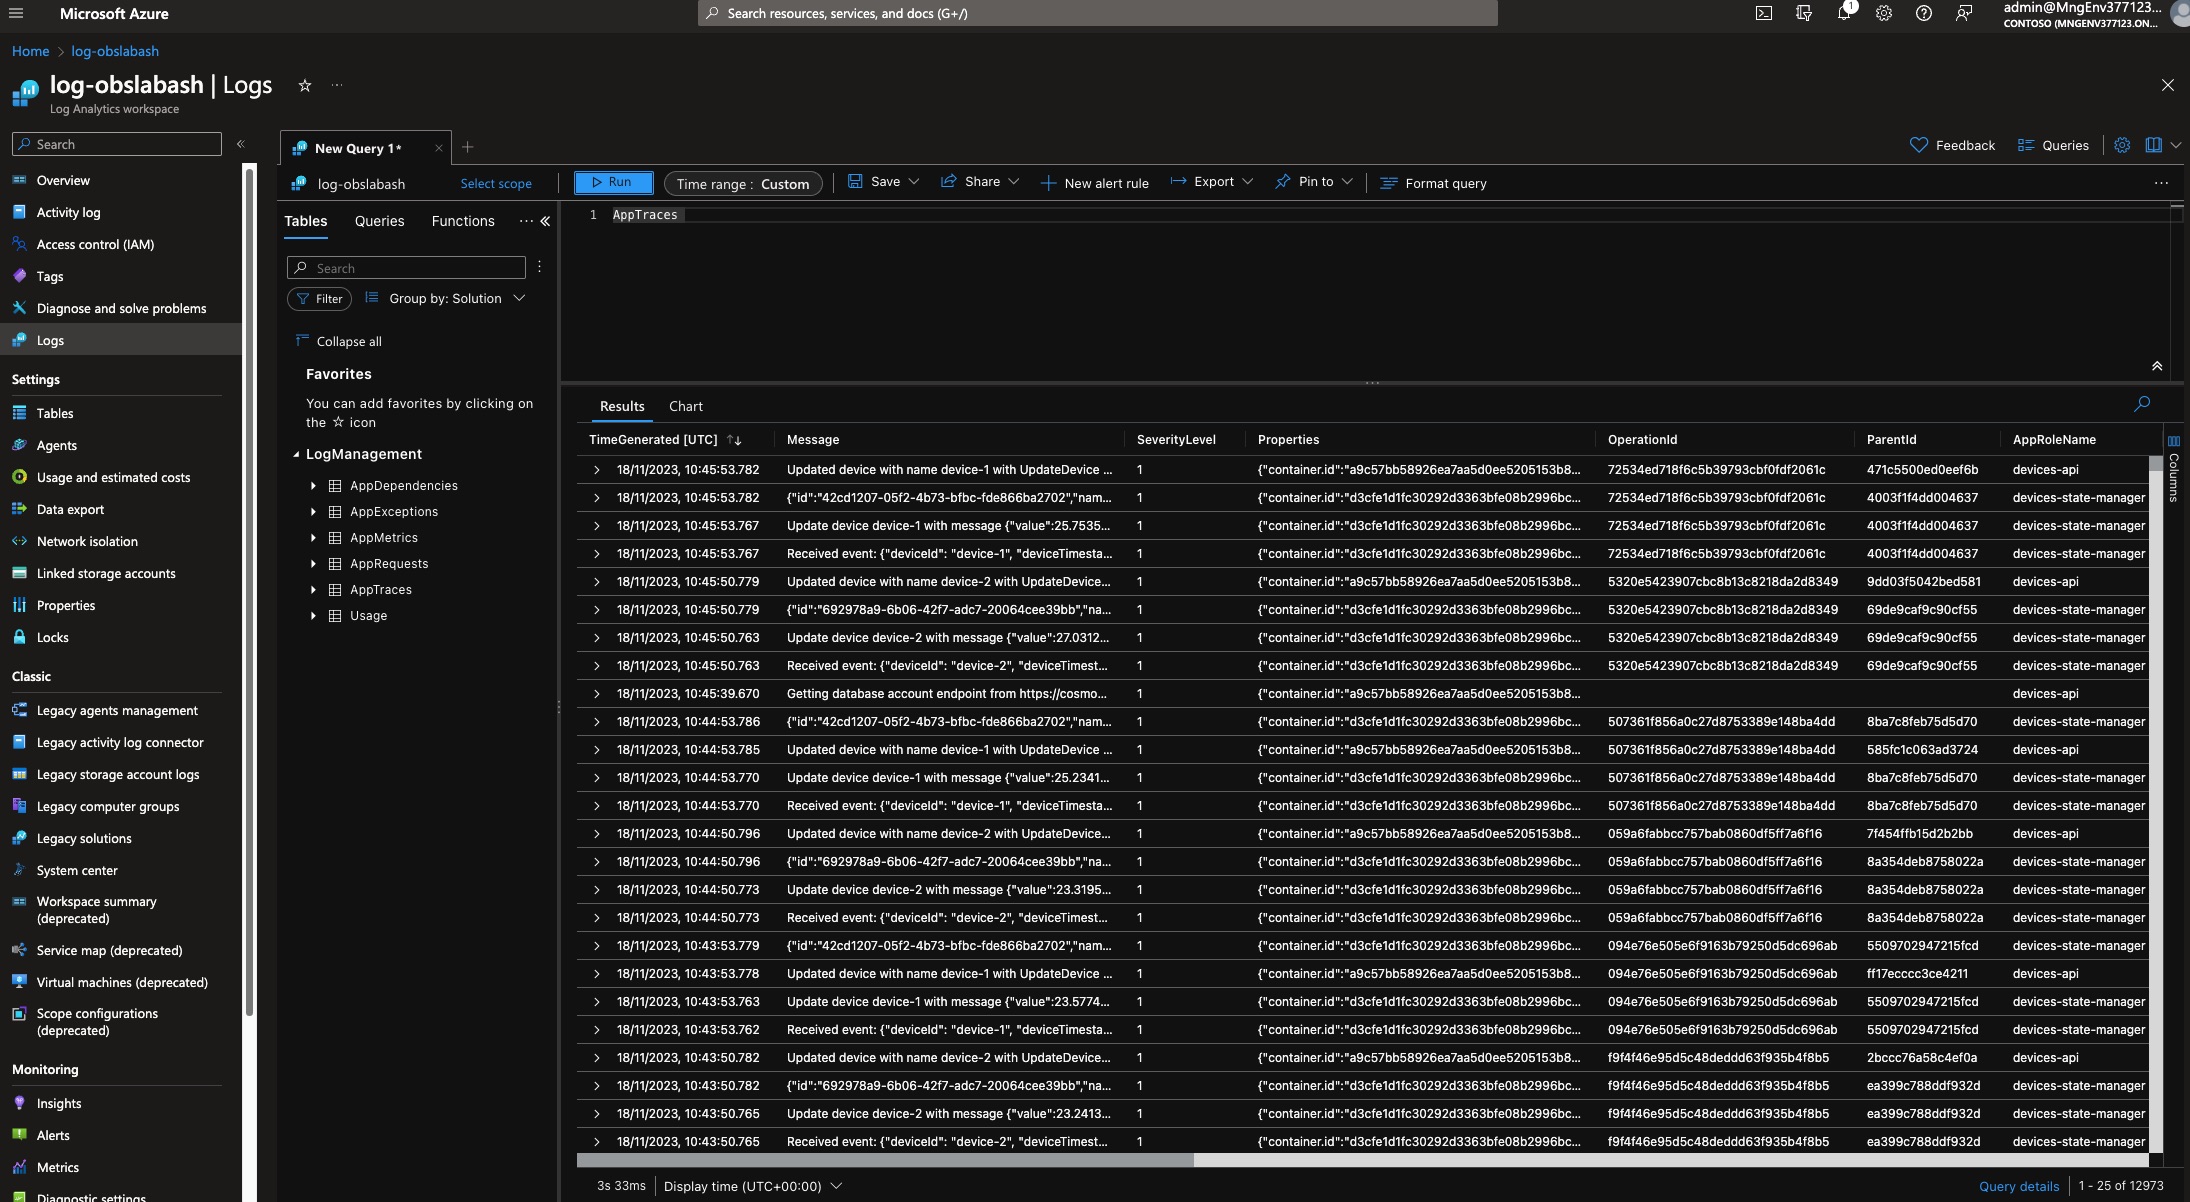 Microsoft Azure
Search resources, services, and docs (G+/)
1
admin@MngEnv377123...
CONTOSO (MNGENV377123.ON...
Home > log-obslabash
log-obslabash | Logs
Log Analytics workspace
Search
Overview
Activity log
Access control (IAM)
Tags
Diagnose and solve problems
Logs
Settings
Tables
Agents
Usage and estimated costs
Data export
Network isolation
Linked storage accounts
Properties
Locks
Classic
Legacy agents management
Legacy activity log connector
Legacy storage account logs
Legacy computer groups
Legacy solutions
System center
Workspace summary
(deprecated)
Service map (deprecated)
Virtual machines (deprecated)
Scope configurations
(deprecated)
Monitoring
Insights
Alerts
Metrics
Diagnostic settings
New Query 1*
Feedback Queries
log-obslabash Select scope Run Time range : Custom Save Share New alert rule Export Pin to Format query
Tables Queries Functions
Search
Filter Group by: Solution
Collapse all
Favorites
You can add favorites by clicking on
the ☆ icon
LogManagement
AppDependencies
AppExceptions
AppMetrics
AppRequests
AppTraces
Usage
1 AppTraces
Results Chart
TimeGenerated [UTC] Message SeverityLevel Properties OperationId ParentId AppRoleName
18/11/2023, 10:45:53.782 Updated device with name device-1 with UpdateDevice ... 1 {"container.id":"a9c57bb58926ea7aa5d0ee5205153b8... 72534ed718f6c5b39793cbf0fdf2061c 471c5500ed0eef6b devices-api
18/11/2023, 10:45:53.782 {"id":"42cd1207-05f2-4b73-bfbc-fde866ba2702","nam... 1 {"container.id":"d3cfe1d1fc30292d3363bfe08b2996bc... 72534ed718f6c5b39793cbf0fdf2061c 4003f1f4dd004637 devices-state-manager
18/11/2023, 10:45:53.767 Update device device-1 with message {"value":25.7535... 1 {"container.id":"d3cfe1d1fc30292d3363bfe08b2996bc... 72534ed718f6c5b39793cbf0fdf2061c 4003f1f4dd004637 devices-state-manager
18/11/2023, 10:45:53.767 Received event: {"deviceId": "device-1", "deviceTimesta... 1 {"container.id":"d3cfe1d1fc30292d3363bfe08b2996bc... 72534ed718f6c5b39793cbf0fdf2061c 4003f1f4dd004637 devices-state-manager
18/11/2023, 10:45:50.779 Updated device with name device-2 with UpdateDevice... 1 {"container.id":"a9c57bb58926ea7aa5d0ee5205153b8... 5320e5423907cbc8b13c8218da2d8349 9dd03f5042bed581 devices-api
18/11/2023, 10:45:50.779 {"id":"692978a9-6b06-42f7-adc7-20064cee39bb","na... 1 {"container.id":"d3cfe1d1fc30292d3363bfe08b2996bc... 5320e5423907cbc8b13c8218da2d8349 69de9caf9c90cf55 devices-state-manager
18/11/2023, 10:45:50.763 Update device device-2 with message {"value":27.0312... 1 {"container.id":"d3cfe1d1fc30292d3363bfe08b2996bc... 5320e5423907cbc8b13c8218da2d8349 69de9caf9c90cf55 devices-state-manager
18/11/2023, 10:45:50.763 Received event: {"deviceId": "device-2", "deviceTimest... 1 {"container.id":"d3cfe1d1fc30292d3363bfe08b2996bc... 5320e5423907cbc8b13c8218da2d8349 69de9caf9c90cf55 devices-state-manager
18/11/2023, 10:45:39.670 Getting database account endpoint from https://cosmo... 1 {"container.id":"a9c57bb58926ea7aa5d0ee5205153b8... devices-api
18/11/2023, 10:44:53.786 {"id":"42cd1207-05f2-4b73-bfbc-fde866ba2702","nam... 1 {"container.id":"d3cfe1d1fc30292d3363bfe08b2996bc... 507361f856a0c27d8753389e148ba4dd 8ba7c8feb75d5d70 devices-state-manager
18/11/2023, 10:44:53.785 Updated device with name device-1 with UpdateDevice ... 1 {"container.id":"a9c57bb58926ea7aa5d0ee5205153b8... 507361f856a0c27d8753389e148ba4dd 585fc1c063ad3724 devices-api
18/11/2023, 10:44:53.770 Update device device-1 with message {"value":25.2341... 1 {"container.id":"d3cfe1d1fc30292d3363bfe08b2996bc... 507361f856a0c27d8753389e148ba4dd 8ba7c8feb75d5d70 devices-state-manager
18/11/2023, 10:44:53.770 Received event: {"deviceId": "device-1", "deviceTimesta... 1 {"container.id":"d3cfe1d1fc30292d3363bfe08b2996bc... 507361f856a0c27d8753389e148ba4dd 8ba7c8feb75d5d70 devices-state-manager
18/11/2023, 10:44:50.796 Updated device with name device-2 with UpdateDevice... 1 {"container.id":"a9c57bb58926ea7aa5d0ee5205153b8... 059a6fabbcc757bab0860df5ff7a6f16 7f454ffb15d2b2bb devices-api
18/11/2023, 10:44:50.796 {"id":"692978a9-6b06-42f7-adc7-20064cee39bb","na... 1 {"container.id":"d3cfe1d1fc30292d3363bfe08b2996bc... 059a6fabbcc757bab0860df5ff7a6f16 8a354deb8758022a devices-state-manager
18/11/2023, 10:44:50.773 Update device device-2 with message {"value":23.3195... 1 {"container.id":"d3cfe1d1fc30292d3363bfe08b2996bc... 059a6fabbcc757bab0860df5ff7a6f16 8a354deb8758022a devices-state-manager
18/11/2023, 10:44:50.773 Received event: {"deviceId": "device-2", "deviceTimest... 1 {"container.id":"d3cfe1d1fc30292d3363bfe08b2996bc... 059a6fabbcc757bab0860df5ff7a6f16 8a354deb8758022a devices-state-manager
18/11/2023, 10:43:53.779 {"id":"42cd1207-05f2-4b73-bfbc-fde866ba2702","nam... 1 {"container.id":"d3cfe1d1fc30292d3363bfe08b2996bc... 094e76e505e6f9163b79250d5dc696ab 5509702947215fcd devices-state-manager
18/11/2023, 10:43:53.778 Updated device with name device-1 with UpdateDevice ... 1 {"container.id":"a9c57bb58926ea7aa5d0ee5205153b8... 094e76e505e6f9163b79250d5dc696ab ff17ecccc3ce4211 devices-api
18/11/2023, 10:43:53.763 Update device device-1 with message {"value":23.5774... 1 {"container.id":"d3cfe1d1fc30292d3363bfe08b2996bc... 094e76e505e6f9163b79250d5dc696ab 5509702947215fcd devices-state-manager
18/11/2023, 10:43:53.762 Received event: {"deviceId": "device-1", "deviceTimesta... 1 {"container.id":"d3cfe1d1fc30292d3363bfe08b2996bc... 094e76e505e6f9163b79250d5dc696ab 5509702947215fcd devices-state-manager
18/11/2023, 10:43:50.782 Updated device with name device-2 with UpdateDevice... 1 {"container.id":"a9c57bb58926ea7aa5d0ee5205153b8... f9f4f46e95d5c48deddd63f935b4f8b5 2bccc76a58c4ef0a devices-api
18/11/2023, 10:43:50.782 {"id":"692978a9-6b06-42f7-adc7-20064cee39bb","na... 1 {"container.id":"d3cfe1d1fc30292d3363bfe08b2996bc... f9f4f46e95d5c48deddd63f935b4f8b5 ea399c788ddf932d devices-state-manager
18/11/2023, 10:43:50.765 Update device device-2 with message {"value":23.2413... 1 {"container.id":"d3cfe1d1fc30292d3363bfe08b2996bc... f9f4f46e95d5c48deddd63f935b4f8b5 ea399c788ddf932d devices-state-manager
18/11/2023, 10:43:50.765 Received event: {"deviceId": "device-2", "deviceTimest... 1 {"container.id":"d3cfe1d1fc30292d3363bfe08b2996bc... f9f4f46e95d5c48deddd63f935b4f8b5 ea399c788ddf932d devices-state-manager
Columns
3s 33ms Display time (UTC+00:00) Query details 1 - 25 of 12973